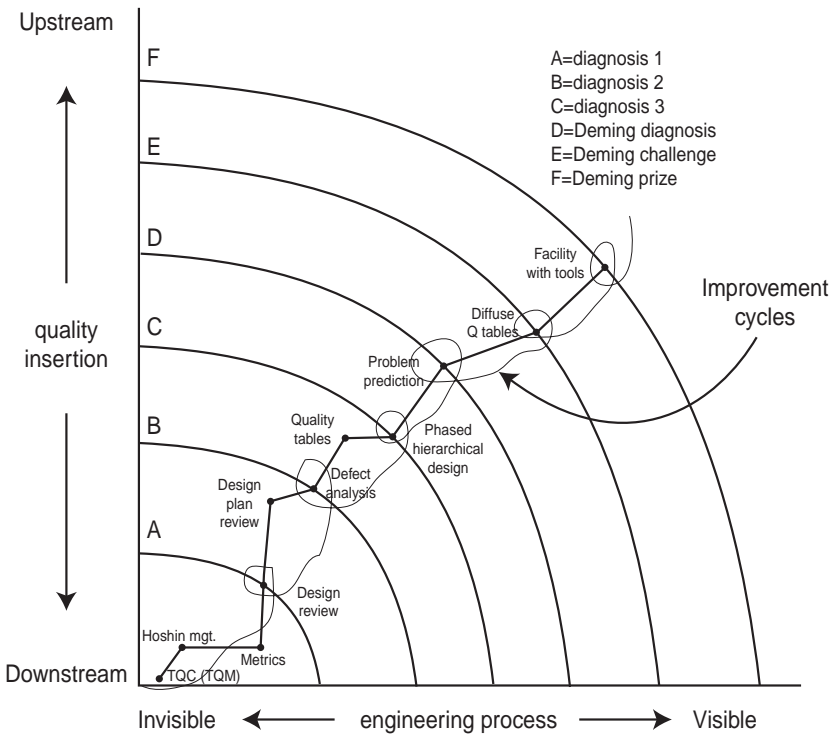 Upstream
F
A=diagnosis 1
B=diagnosis 2
C=diagnosis 3
D=Deming diagnosis
E=Deming challenge
F=Deming prize
E
D
Facility
with tools
Improvement
cycles
quality
insertion
C
Diffuse
Q tables
Problem
prediction
B
Quality
tables
Phased
hierarchical
design
Defect
analysis
Design
plan
review
A
Design
review
Hoshin mgt.
Metrics
Downstream
TQC (TQM)
Invisible
engineering process
Visible